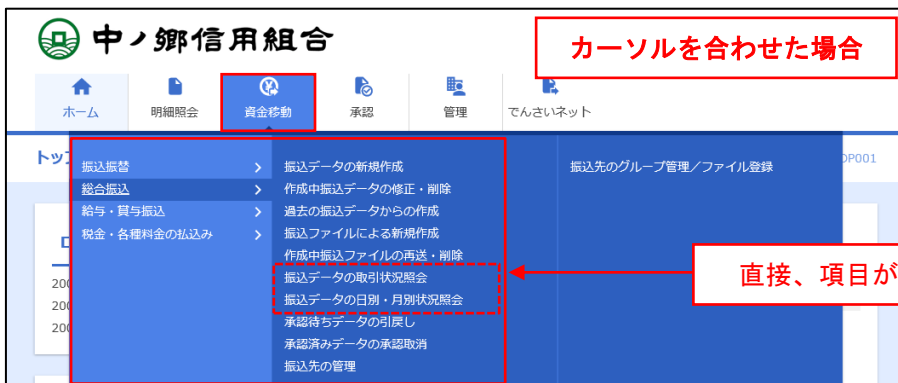 中ノ郷信用組合
カーソルを合わせた場合
ホーム 明細照会 資金移動 承認 管理 でんさいネット
トップ
振込振替 振込データの新規作成 振込先のグループ管理／ファイル登録
総合振込 作成中振込データの修正・削除
給与・賞与振込 過去の振込データからの作成
税金・各種料金の払込み 振込ファイルによる新規作成
作成中振込ファイルの再送・削除
振込データの取引状況照会
振込データの日別・月別状況照会
承認待ちデータの引戻し
承認済みデータの承認取消
振込先の管理
直接、項目が
200
200
200